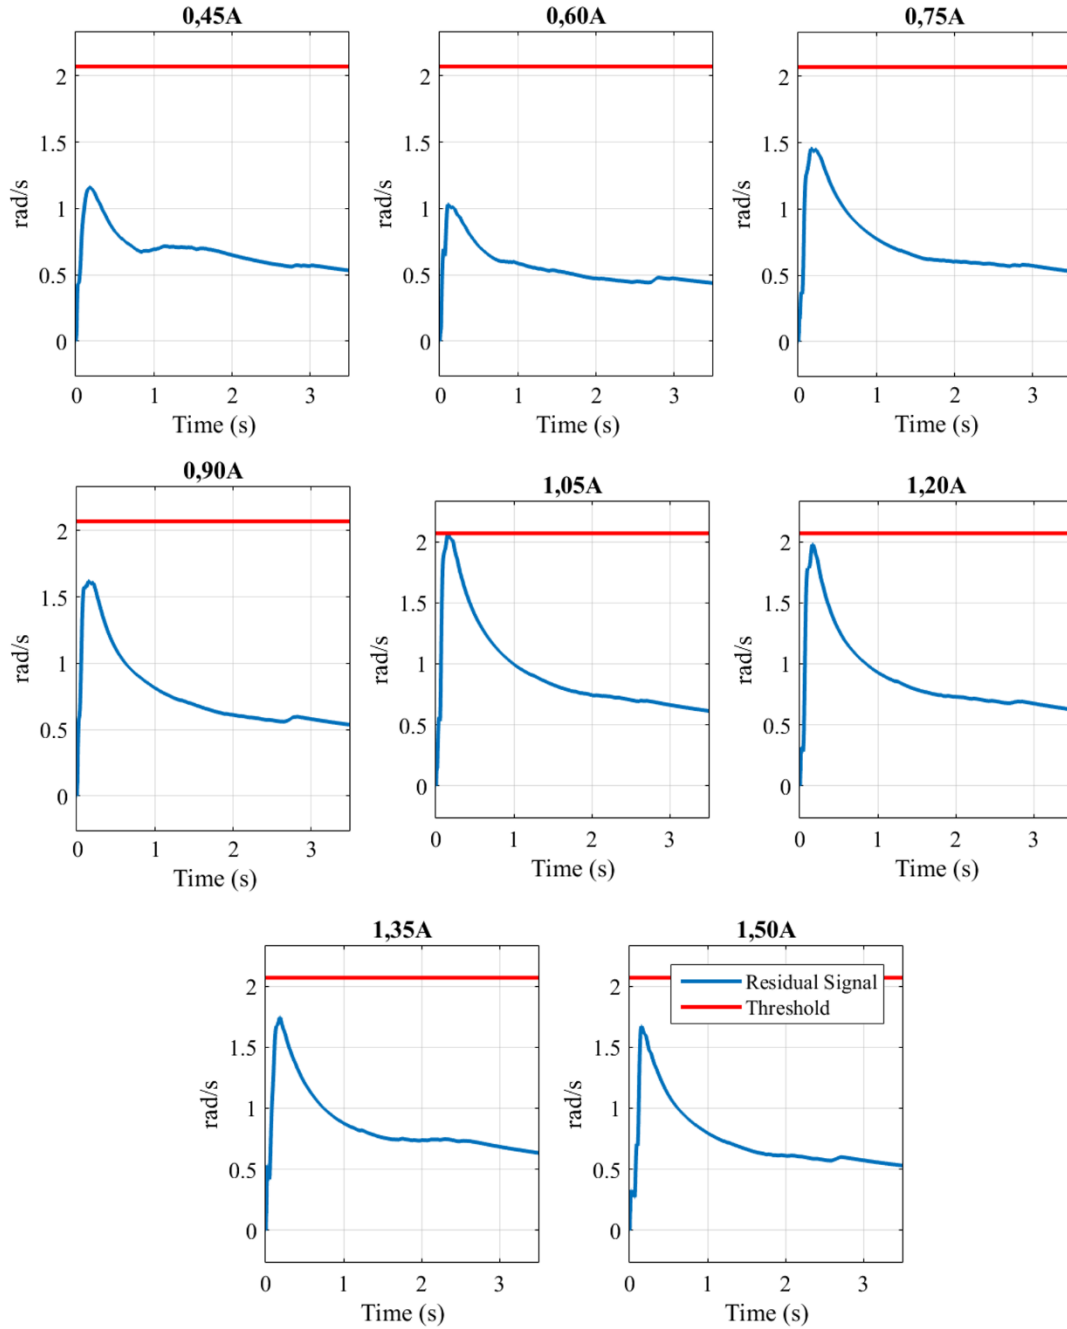 0,45A
0,60A
0,75A
2
1.5
1
0.5
0
rad/s
0 1 2 3
Time (s)
2
1.5
1
0.5
0
rad/s
0 1 2 3
Time (s)
2
1.5
1
0.5
0
rad/s
0 1 2 3
Time (s)
0,90A
1,05A
1,20A
2
1.5
1
0.5
0
rad/s
0 1 2 3
Time (s)
2
1.5
1
0.5
0
rad/s
0 1 2 3
Time (s)
2
1.5
1
0.5
0
rad/s
0 1 2 3
Time (s)
1,35A
1,50A
2
1.5
1
0.5
0
rad/s
0 1 2 3
Time (s)
2
1.5
1
0.5
0
rad/s
0 1 2 3
Time (s)
Residual Signal
Threshold